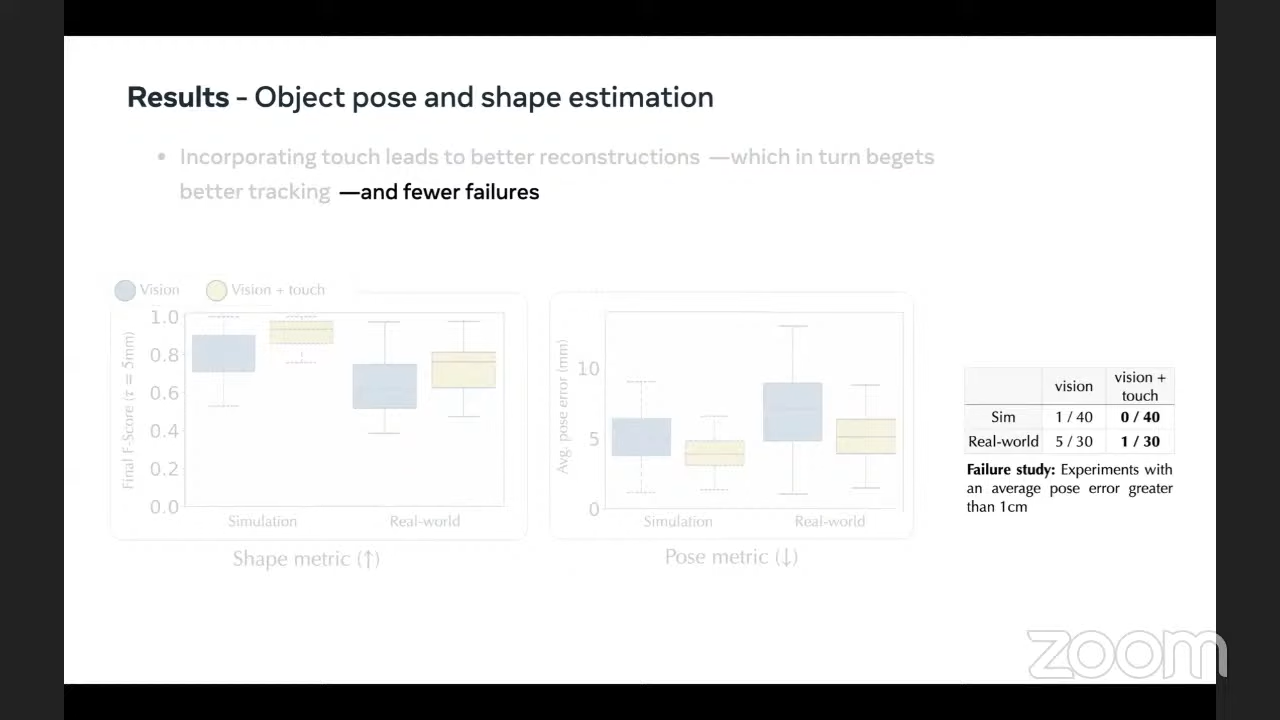 Results - Object pose and shape estimation
• Incorporating touch leads to better reconstructions —which in turn begets
better tracking —and fewer failures
Vision
Vision + touch
Final F-Score (τ = 5mm)
1.0
0.8
0.6
0.4
0.2
0.0
Simulation
Real-world
Shape metric (↑)
Avg. pose error (mm)
10
5
0
Simulation
Real-world
Pose metric (↓)
vision
vision +
touch
Sim 1 / 40 0 / 40
Real-world 5 / 30 1 / 30
Failure study: Experiments with
an average pose error greater
than 1cm
zoom